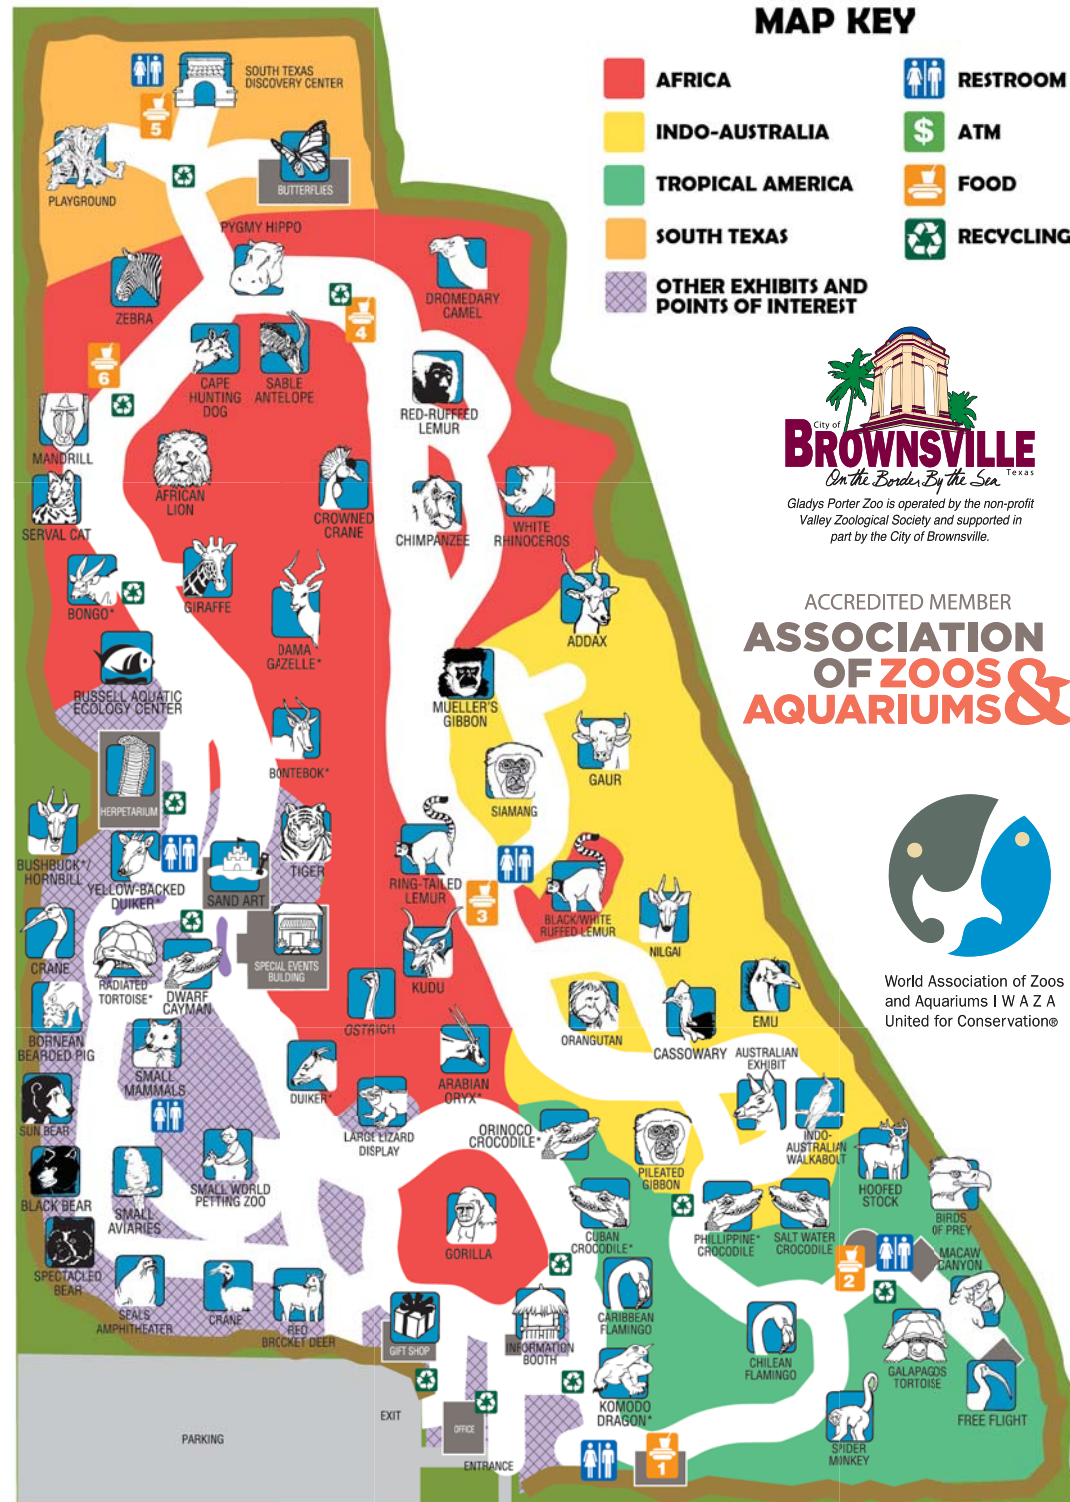 MAP KEY
AFRICA
INDO-AUSTRALIA
TROPICAL AMERICA
SOUTH TEXAS
OTHER EXHIBITS AND
POINTS OF INTEREST
RESTROOM
$ ATM
FOOD
RECYCLING
City of
BROWNSVILLE
On the Border By the Sea
Texas
Gladys Porter Zoo is operated by the non-profit
Valley Zoological Society and supported in
part by the City of Brownsville.
ACCREDITED MEMBER
ASSOCIATION
OF ZOOS
& AQUARIUMS
World Association of Zoos
and Aquariums I W A Z A
United for Conservation®
SOUTH TEXAS
DISCOVERY CENTER
5
PLAYGROUND
BUTTERFLIES
PYGMY HIPPO
ZEBRA
DROMEDARY
CAMEL
4
6
CAPE
HUNTING
DOG
SABLE
ANTELOPE
RED-RUFFFED
LEMUR
MANDRILL
AFRICAN
LION
CROWNED
CRANE
CHIMPANZEE
WHITE
RHINOCEROS
SERVAL CAT
BONGO*
GIRAFFE
DAMA
GAZELLE*
ADDAX
RUSSELL AQUATIC
ECOLOGY CENTER
MUELLER'S
GIBBON
BONTEBOK*
GAUR
HERPETARIUM
SIAMANG
BUSHBUCK*/
HORNBILL
YELLOW-BACKED
DUIKER*
SAND ART
TIGER
RING-TAILED
LEMUR
3
BLACK/WHITE
RUFFED LEMUR
NILGAI
CRANE
RADIATED
TORTOISE*
DWARF
CAYMAN
SPECIAL EVENTS
BUILDING
KUDU
OSTRICH
ORANGUTAN
CASSOWARY
EMU
BORNEAN
BEARDED PIG
SMALL
MAMMALS
DUIKER*
ARABIAN
ORYX*
AUSTRALIAN
EXHIBIT
SUN BEAR
LARGE LIZARD
DISPLAY
ORINOCO
CROCODILE*
PILEATED
GIBBON
INDO-
AUSTRALIAN
WALKABOUT
HOOFED
STOCK
BLACK BEAR
SMALL
AVIARIES
SMALL WORLD
PETTING ZOO
GORILLA
CUBAN
CROCODILE*
PHILLIPPINE*
CROCODILE
SALT WATER
CROCODILE
BIRDS
OF PREY
SPECTACLED
BEAR
2
MACAW
CANYON
SEALS
AMPHITHEATER
CRANE
RED
BROCKET DEER
GIFT SHOP
INFORMATION
BOOTH
CARIBBEAN
FLAMINGO
CHILEAN
FLAMINGO
GALAPAGOS
TORTOISE
KOMODO
DRAGON*
FREE FLIGHT
EXIT
OFFICE
PARKING
ENTRANCE
1
SPIDER
MONKEY